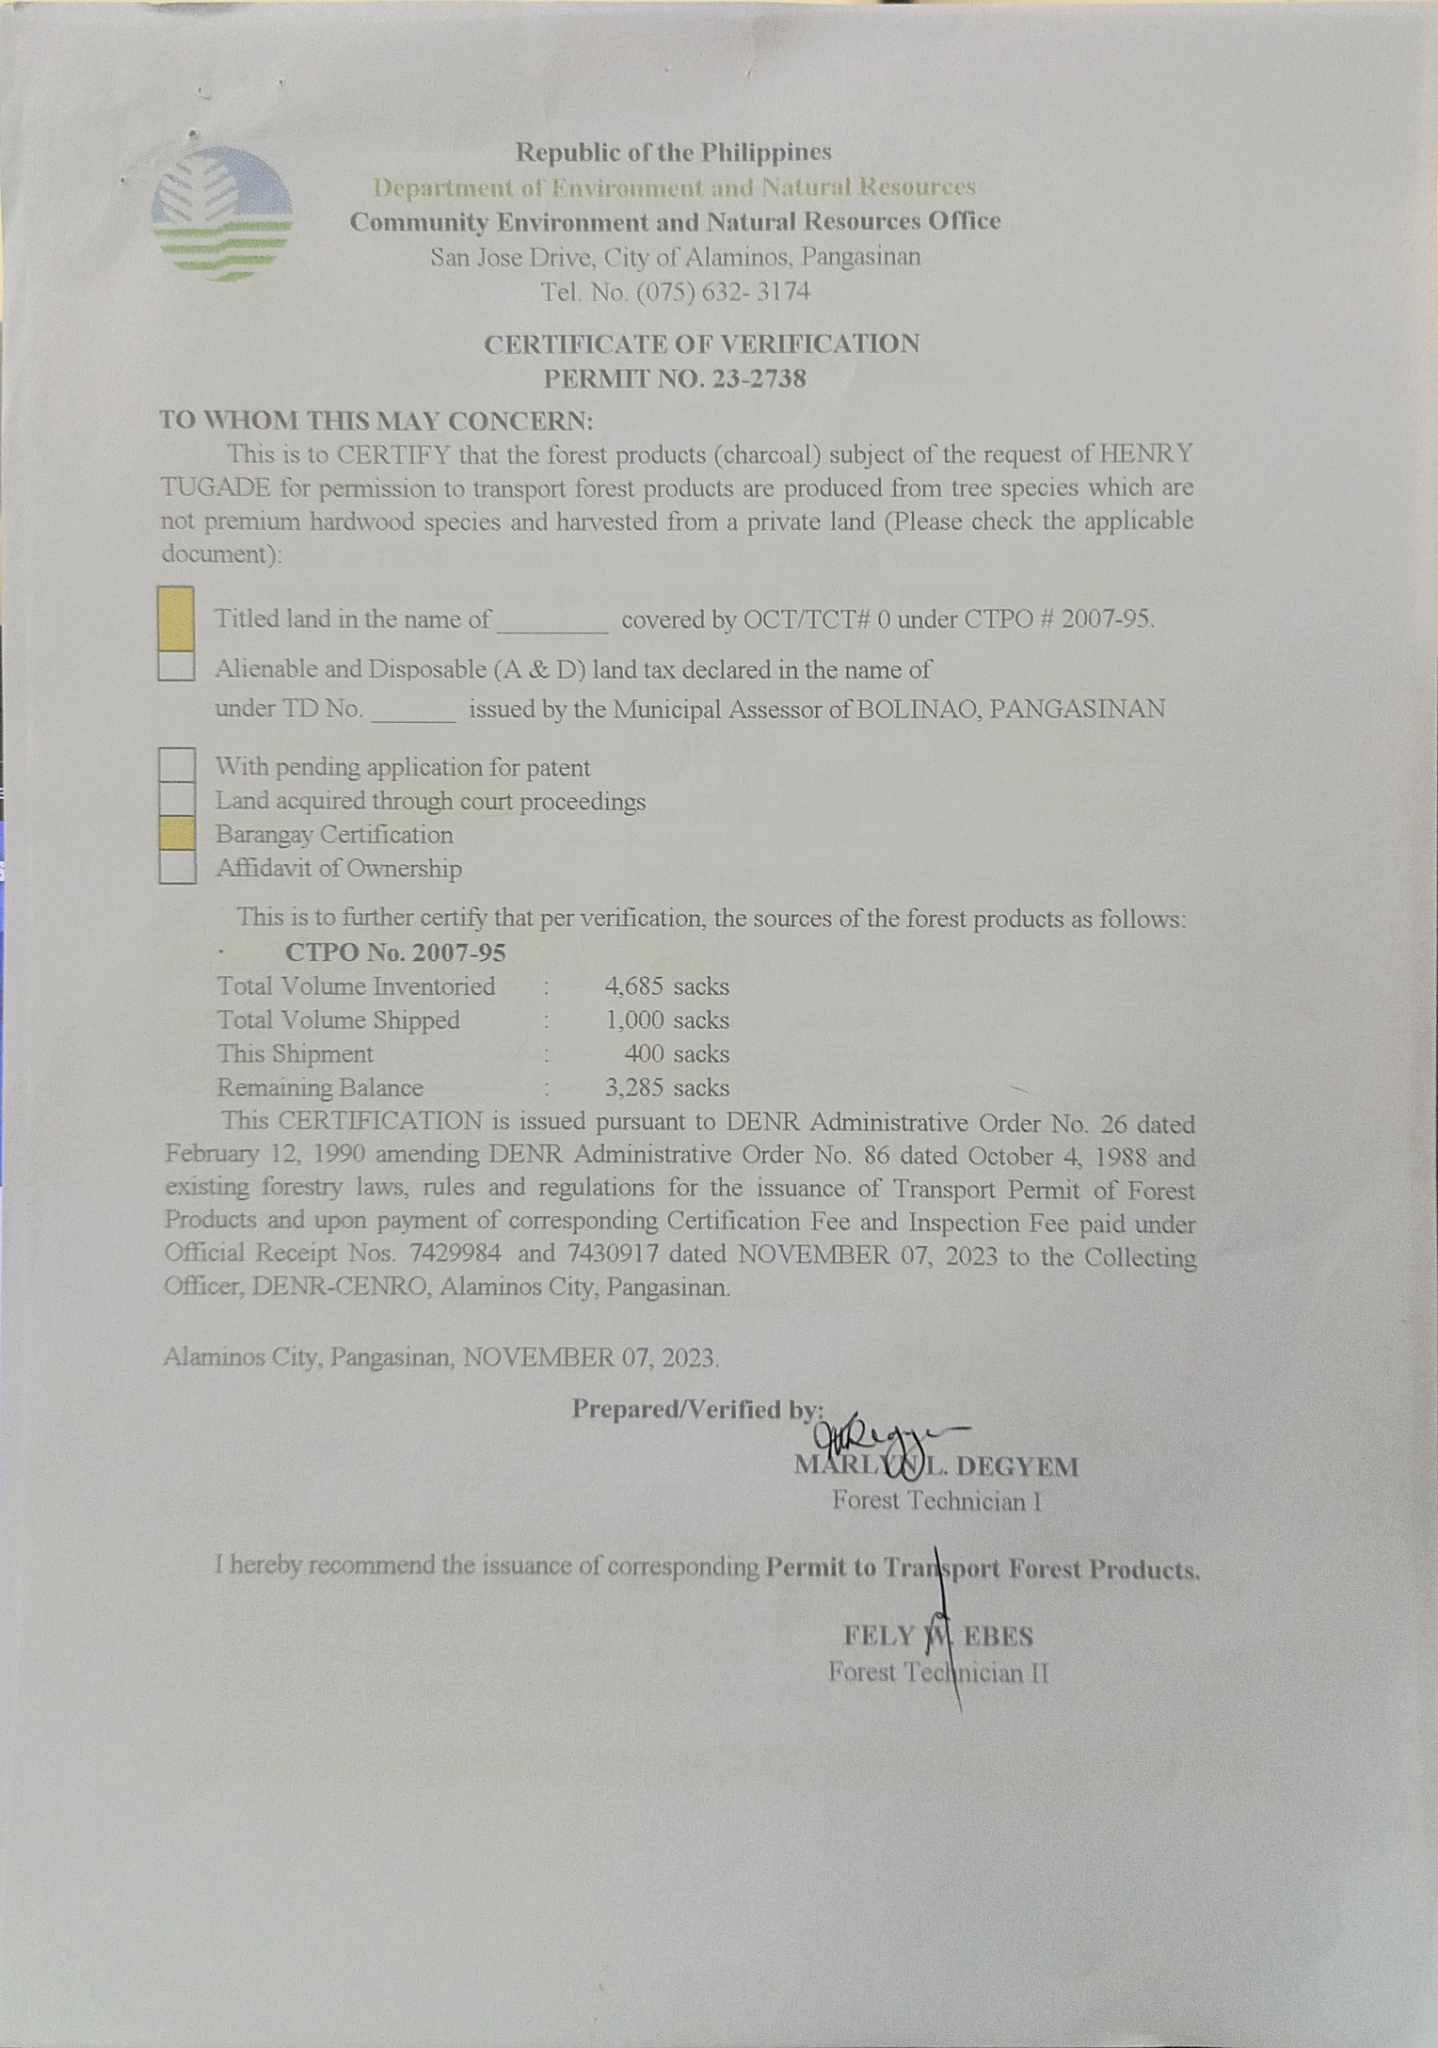 Republic of the Philippines
Department of Environment and Natural Resources
Community Environment and Natural Resources Office
San Jose Drive, City of Alaminos, Pangasinan
Tel. No. (075) 632- 3174
CERTIFICATE OF VERIFICATION
PERMIT NO. 23-2738
TO WHOM THIS MAY CONCERN:
This is to CERTIFY that the forest products (charcoal) subject of the request of HENRY
TUGADE for permission to transport forest products are produced from tree species which are
not premium hardwood species and harvested from a private land (Please check the applicable
document):
Titled land in the name of ________ covered by OCT/TCT# 0 under CTPO # 2007-95.
Alienable and Disposable (A & D) land tax declared in the name of
under TD No. ______ issued by the Municipal Assessor of BOLINAO, PANGASINAN
With pending application for patent
Land acquired through court proceedings
Barangay Certification
Affidavit of Ownership
This is to further certify that per verification, the sources of the forest products as follows:
· CTPO No. 2007-95
Total Volume Inventoried : 4,685 sacks
Total Volume Shipped : 1,000 sacks
This Shipment : 400 sacks
Remaining Balance : 3,285 sacks
This CERTIFICATION is issued pursuant to DENR Administrative Order No. 26 dated
February 12, 1990 amending DENR Administrative Order No. 86 dated October 4, 1988 and
existing forestry laws, rules and regulations for the issuance of Transport Permit of Forest
Products and upon payment of corresponding Certification Fee and Inspection Fee paid under
Official Receipt Nos. 7429984 and 7430917 dated NOVEMBER 07, 2023 to the Collecting
Officer, DENR-CENRO, Alaminos City, Pangasinan.
Alaminos City, Pangasinan, NOVEMBER 07, 2023.
Prepared/Verified by:
MARLYN L. DEGYEM
Forest Technician I
I hereby recommend the issuance of corresponding Permit to Transport Forest Products.
FELY W. EBES
Forest Technician II